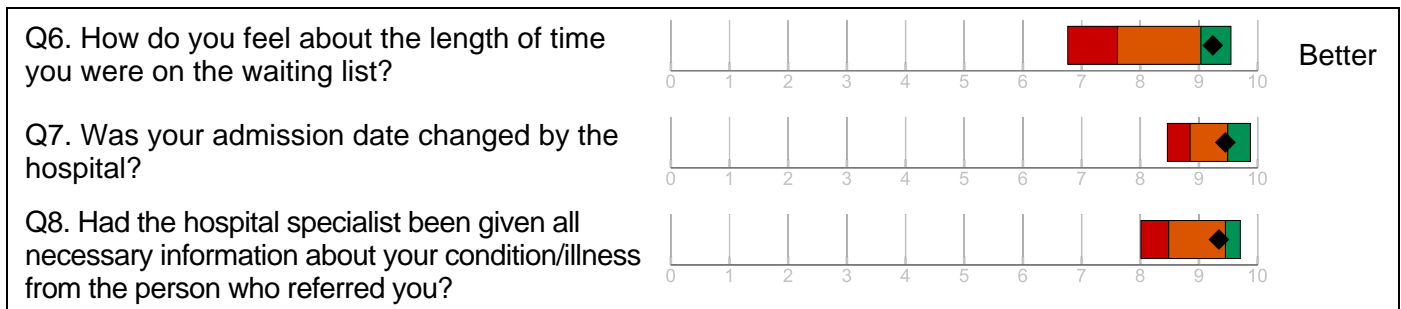 Q6. How do you feel about the length of time
you were on the waiting list?
0 1 2 3 4 5 6 7 8 9 10
Better
Q7. Was your admission date changed by the
hospital?
0 1 2 3 4 5 6 7 8 9 10
Q8. Had the hospital specialist been given all
necessary information about your condition/illness
from the person who referred you?
0 1 2 3 4 5 6 7 8 9 10